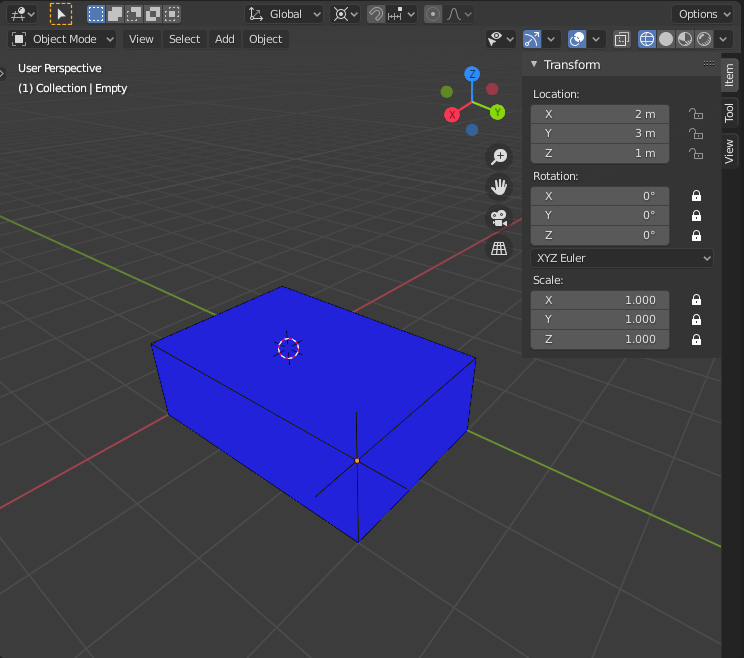 Global
Options
Object Mode
View
Select
Add
Object
User Perspective
(1) Collection | Empty
Z
Y
X
Transform
Location:
X 2 m
Y 3 m
Z 1 m
Rotation:
X 0°
Y 0°
Z 0°
XYZ Euler
Scale:
X 1.000
Y 1.000
Z 1.000
Item
Tool
View